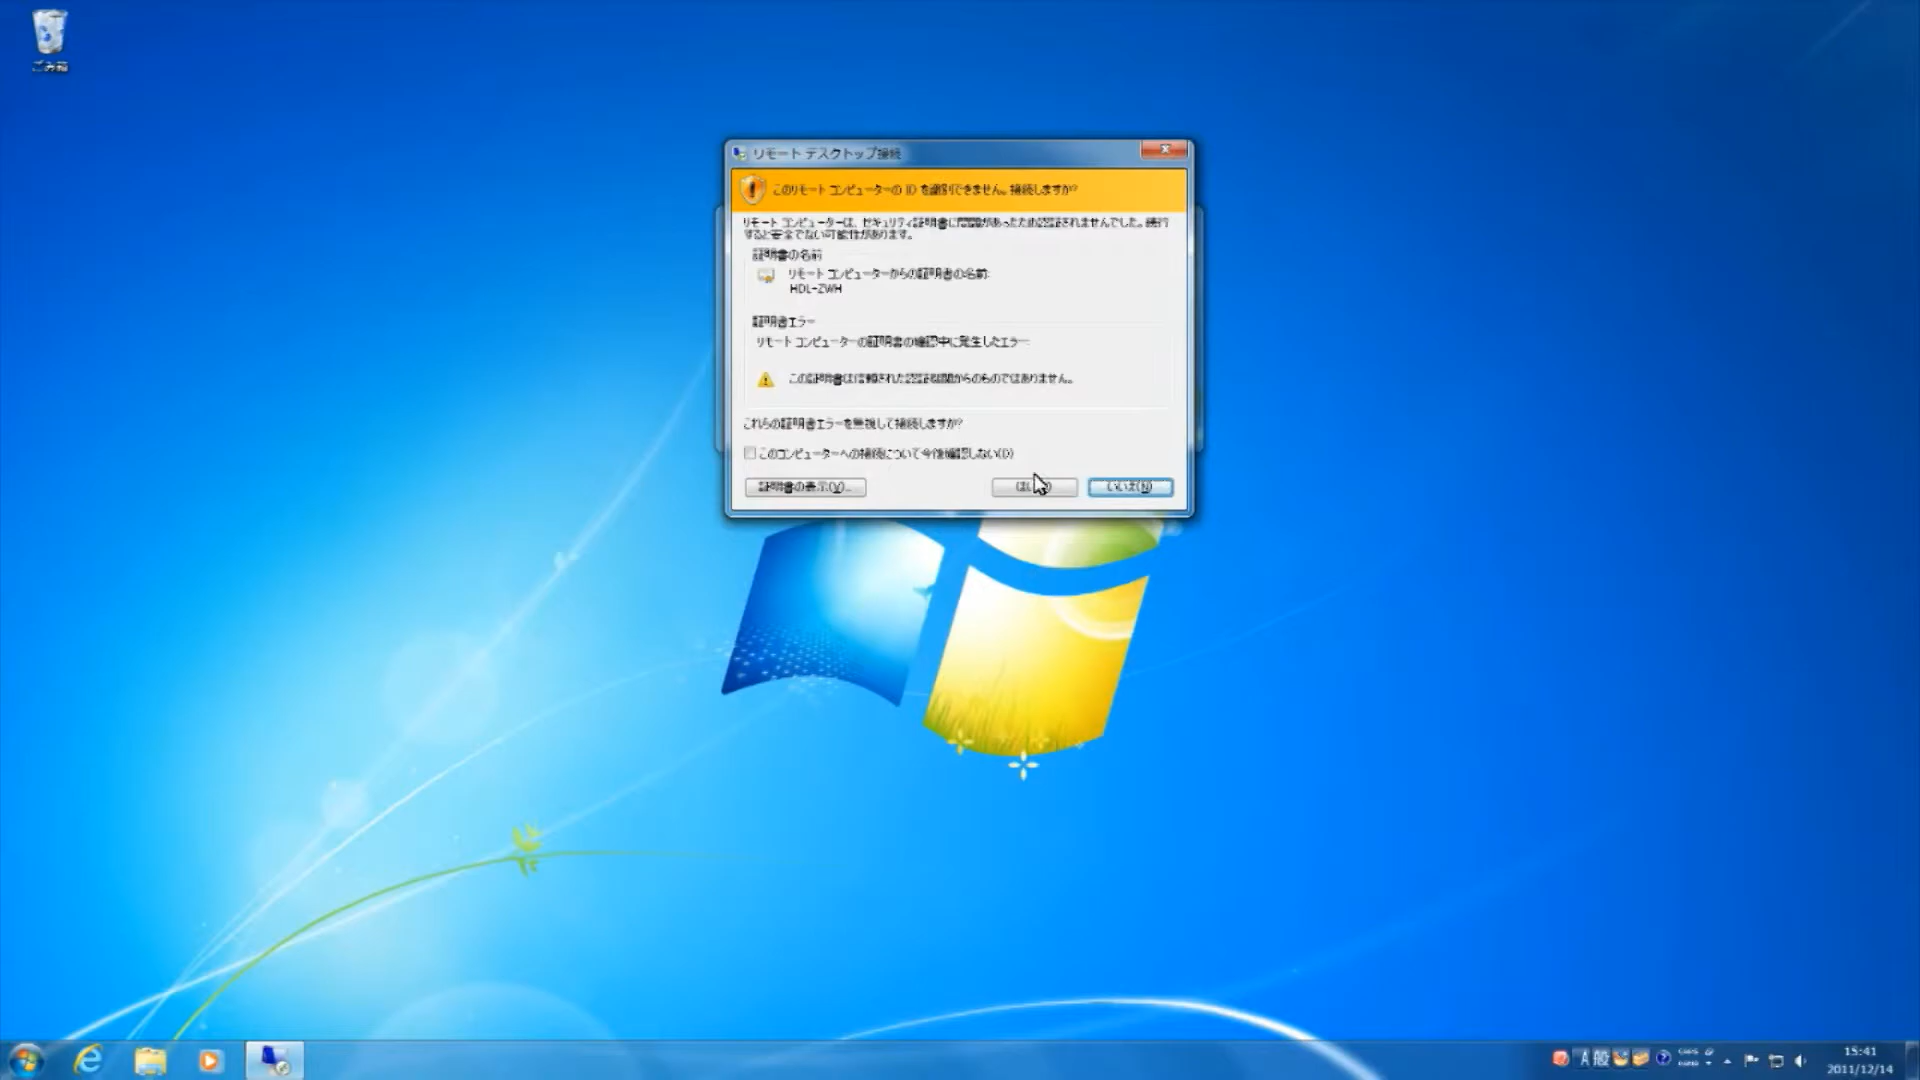 ごみ箱
リモート デスクトップ接続
このリモート コンピューターの ID を識別できません。接続しますか?
リモート コンピューターは、セキュリティ証明書に問題があったため認証されませんでした。続行
すると安全でない可能性があります。
証明書の名前
リモート コンピューターからの証明書の名前:
HDL-ZWH
証明書エラー
リモート コンピューターの証明書の確認中に発生したエラー:
この証明書は信頼された証明機関からのものではありません。
これらの証明書エラーを無視して接続しますか?
このコンピューターへの接続について今後確認しない(D)
証明書の表示(V)...
はい
いいえ(N)
A 般
CAPS
KANA
15:41
2011/12/14